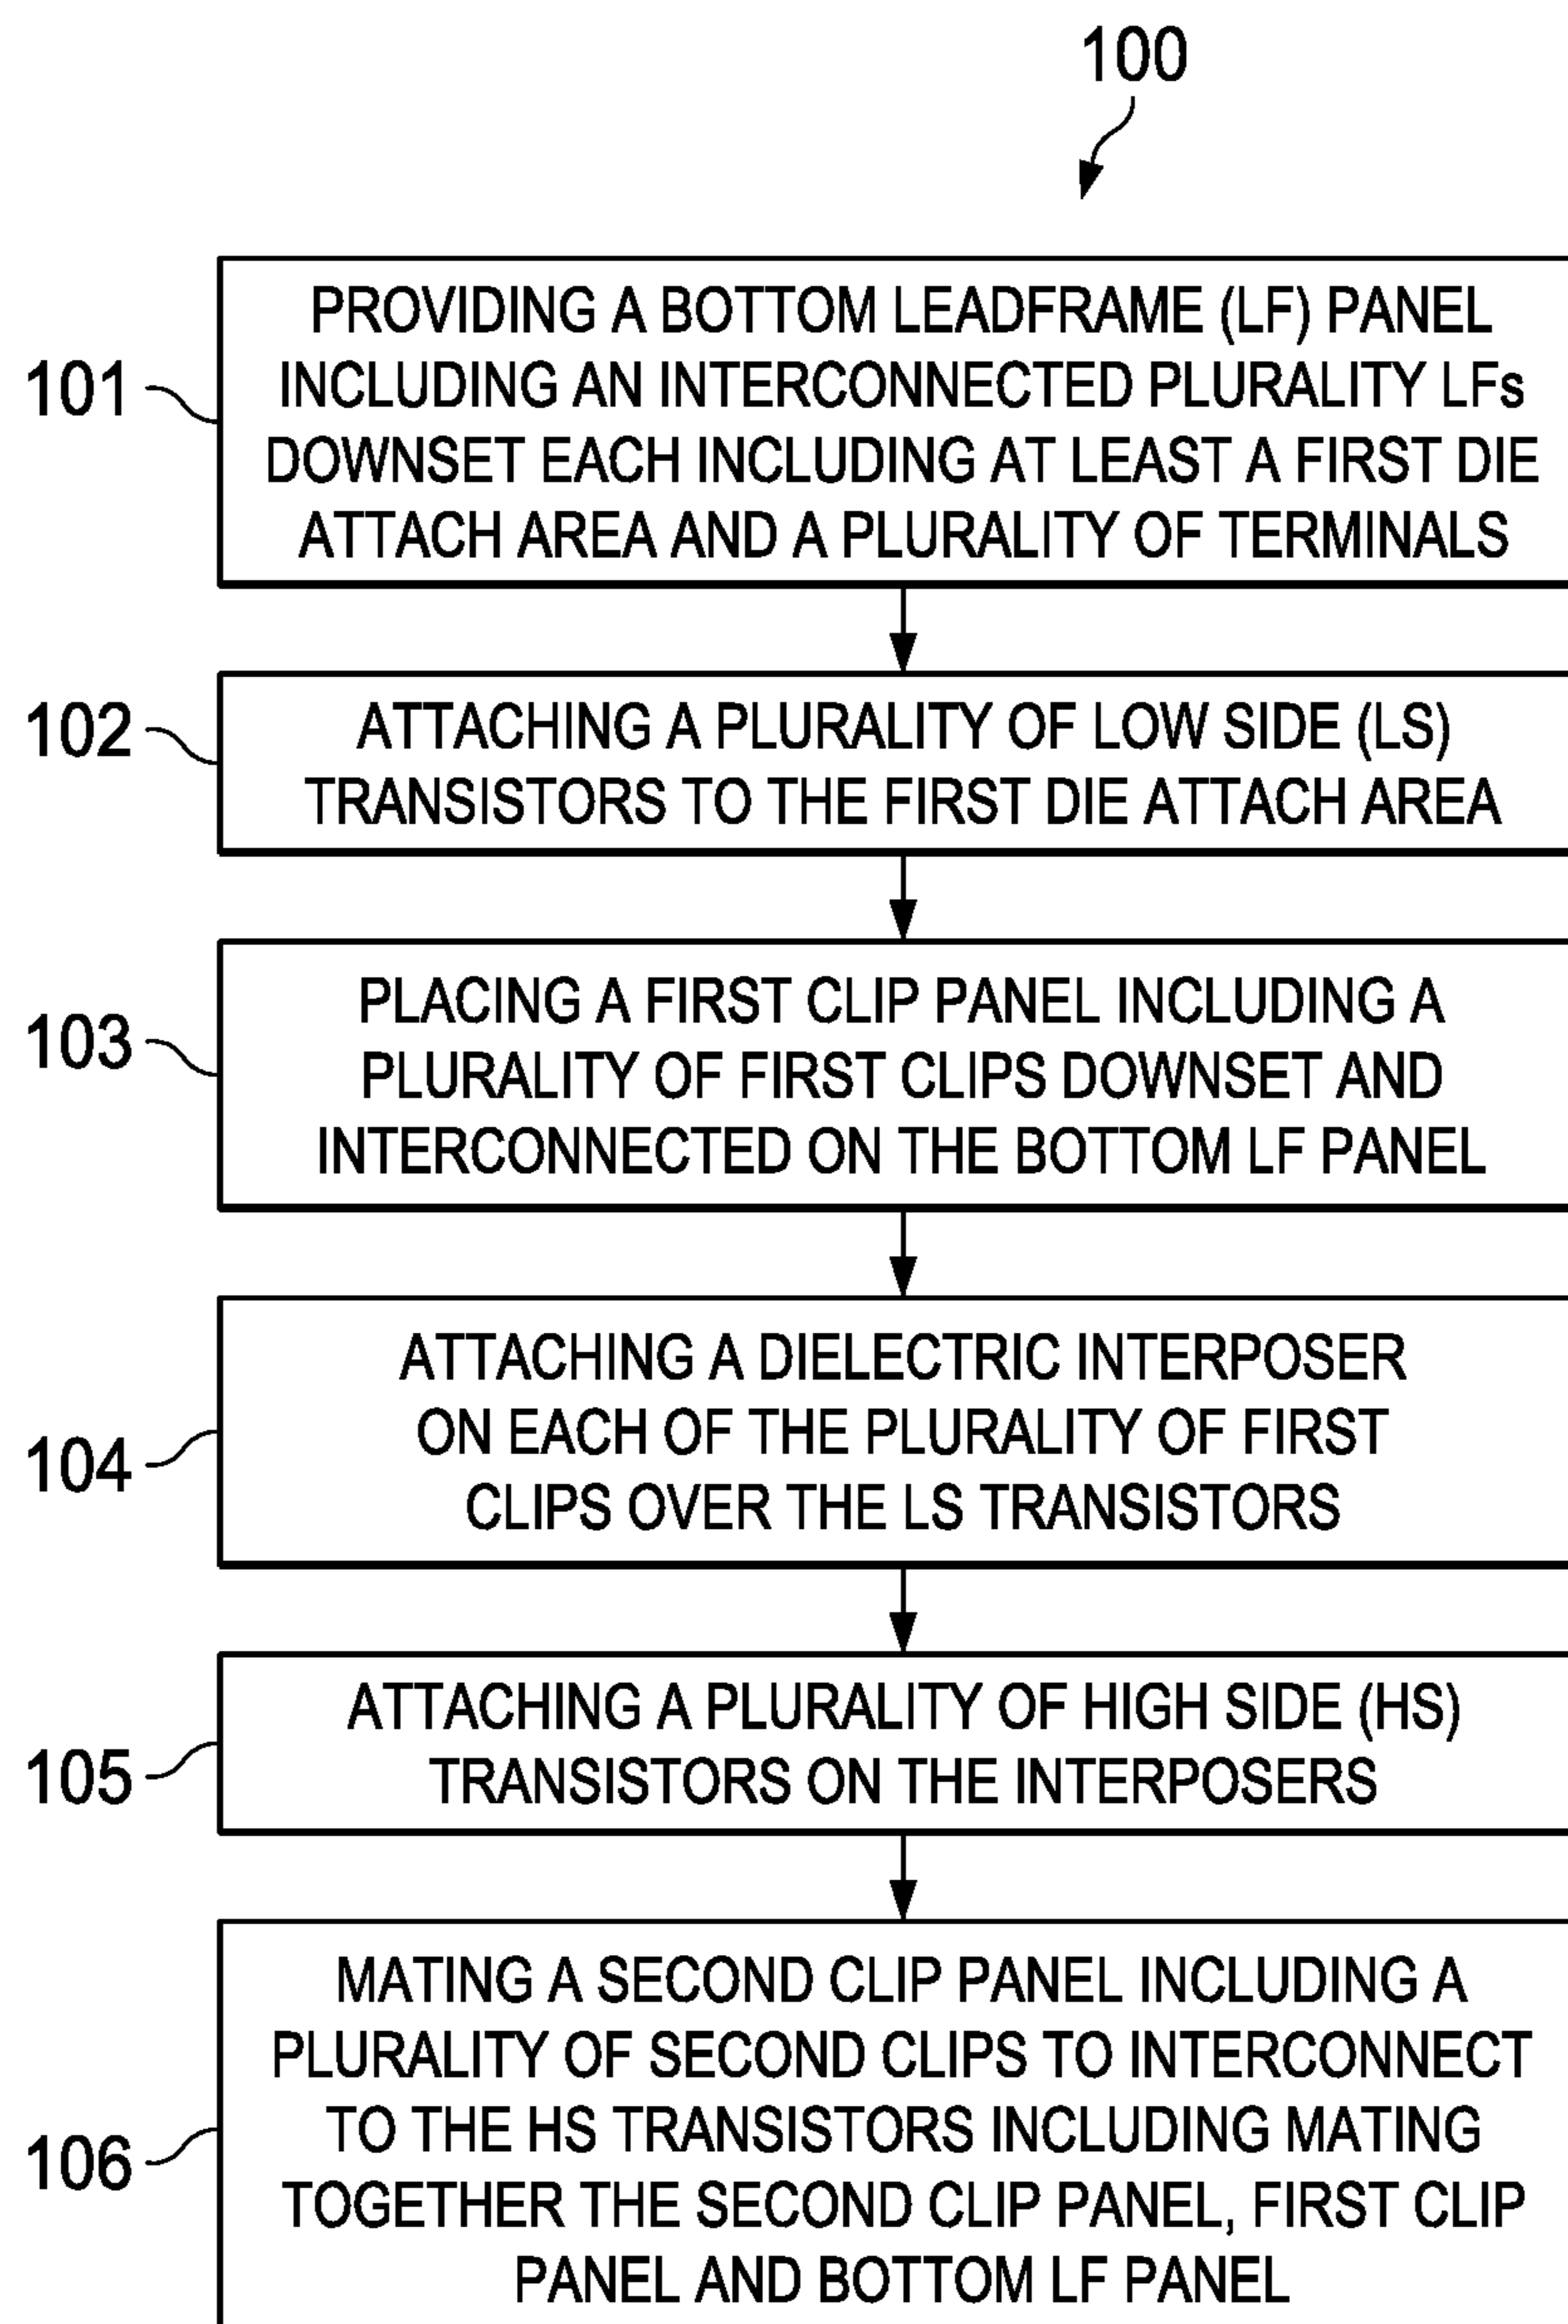 100
101
PROVIDING A BOTTOM LEADFRAME (LF) PANEL
INCLUDING AN INTERCONNECTED PLURALITY LFs
DOWNSET EACH INCLUDING AT LEAST A FIRST DIE
ATTACH AREA AND A PLURALITY OF TERMINALS
102
ATTACHING A PLURALITY OF LOW SIDE (LS)
TRANSISTORS TO THE FIRST DIE ATTACH AREA
103
PLACING A FIRST CLIP PANEL INCLUDING A
PLURALITY OF FIRST CLIPS DOWNSET AND
INTERCONNECTED ON THE BOTTOM LF PANEL
104
ATTACHING A DIELECTRIC INTERPOSER
ON EACH OF THE PLURALITY OF FIRST
CLIPS OVER THE LS TRANSISTORS
105
ATTACHING A PLURALITY OF HIGH SIDE (HS)
TRANSISTORS ON THE INTERPOSERS
106
MATING A SECOND CLIP PANEL INCLUDING A
PLURALITY OF SECOND CLIPS TO INTERCONNECT
TO THE HS TRANSISTORS INCLUDING MATING
TOGETHER THE SECOND CLIP PANEL, FIRST CLIP
PANEL AND BOTTOM LF PANEL